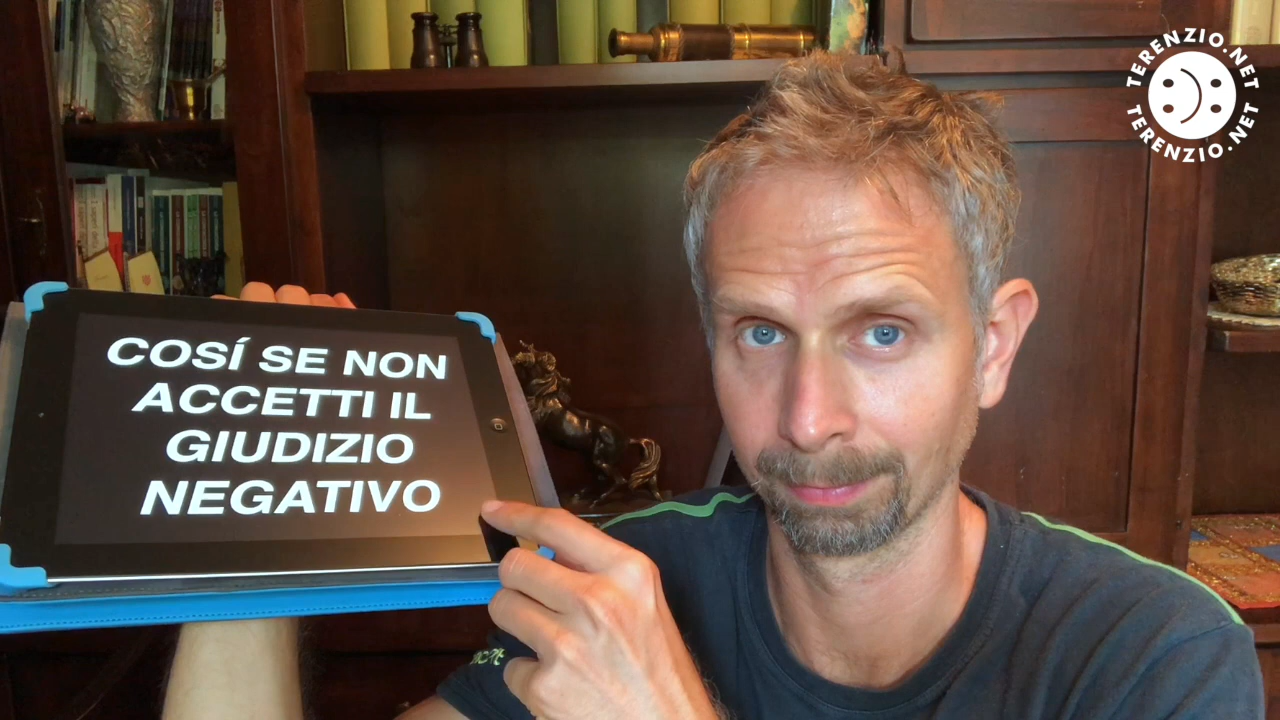 COSÍ SE NON
ACCETTI IL
GIUDIZIO
NEGATIVO
TERENZIO.NET
TERENZIO.NET